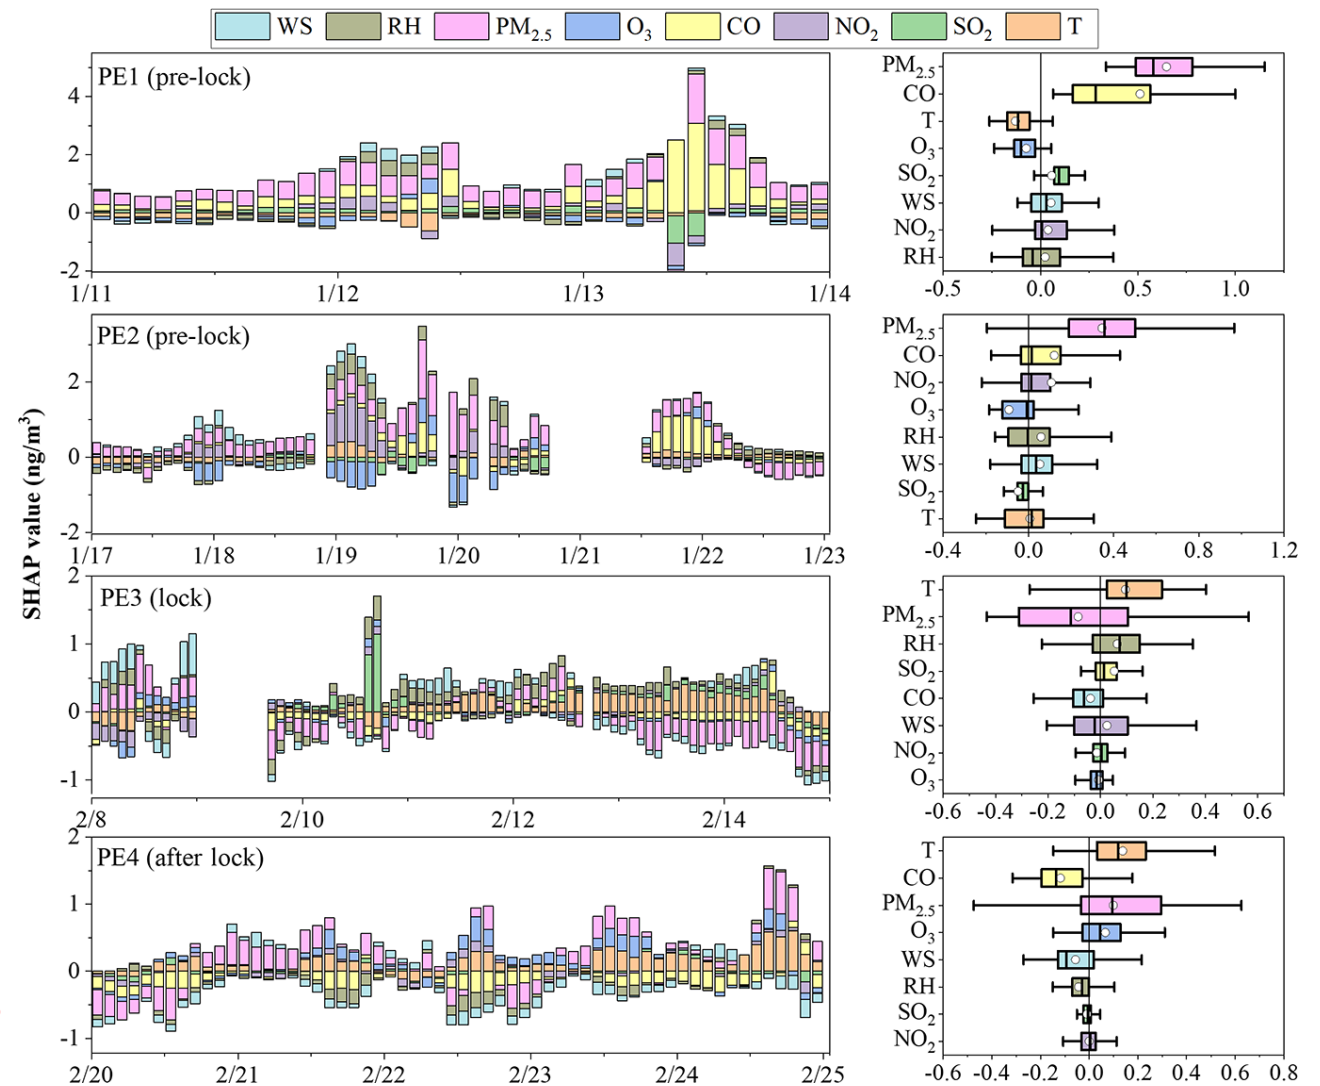 WS RH PM2.5 O3 CO NO2 SO2 T
SHAP value (ng/m³)
PE1 (pre-lock)
4
2
0
-2
1/11 1/12 1/13 1/14
PM2.5
CO
T
O3
SO2
WS
NO2
RH
-0.5 0.0 0.5 1.0
PE2 (pre-lock)
2
0
-2
1/17 1/18 1/19 1/20 1/21 1/22 1/23
PM2.5
CO
NO2
O3
RH
WS
SO2
T
-0.4 0.0 0.4 0.8 1.2
PE3 (lock)
2
1
0
-1
2/8 2/10 2/12 2/14
T
PM2.5
RH
SO2
CO
WS
NO2
O3
-0.6 -0.4 -0.2 0.0 0.2 0.4 0.6
PE4 (after lock)
2
1
0
-1
2/20 2/21 2/22 2/23 2/24 2/25
T
CO
PM2.5
O3
WS
RH
SO2
NO2
-0.6 -0.4 -0.2 0.0 0.2 0.4 0.6 0.8